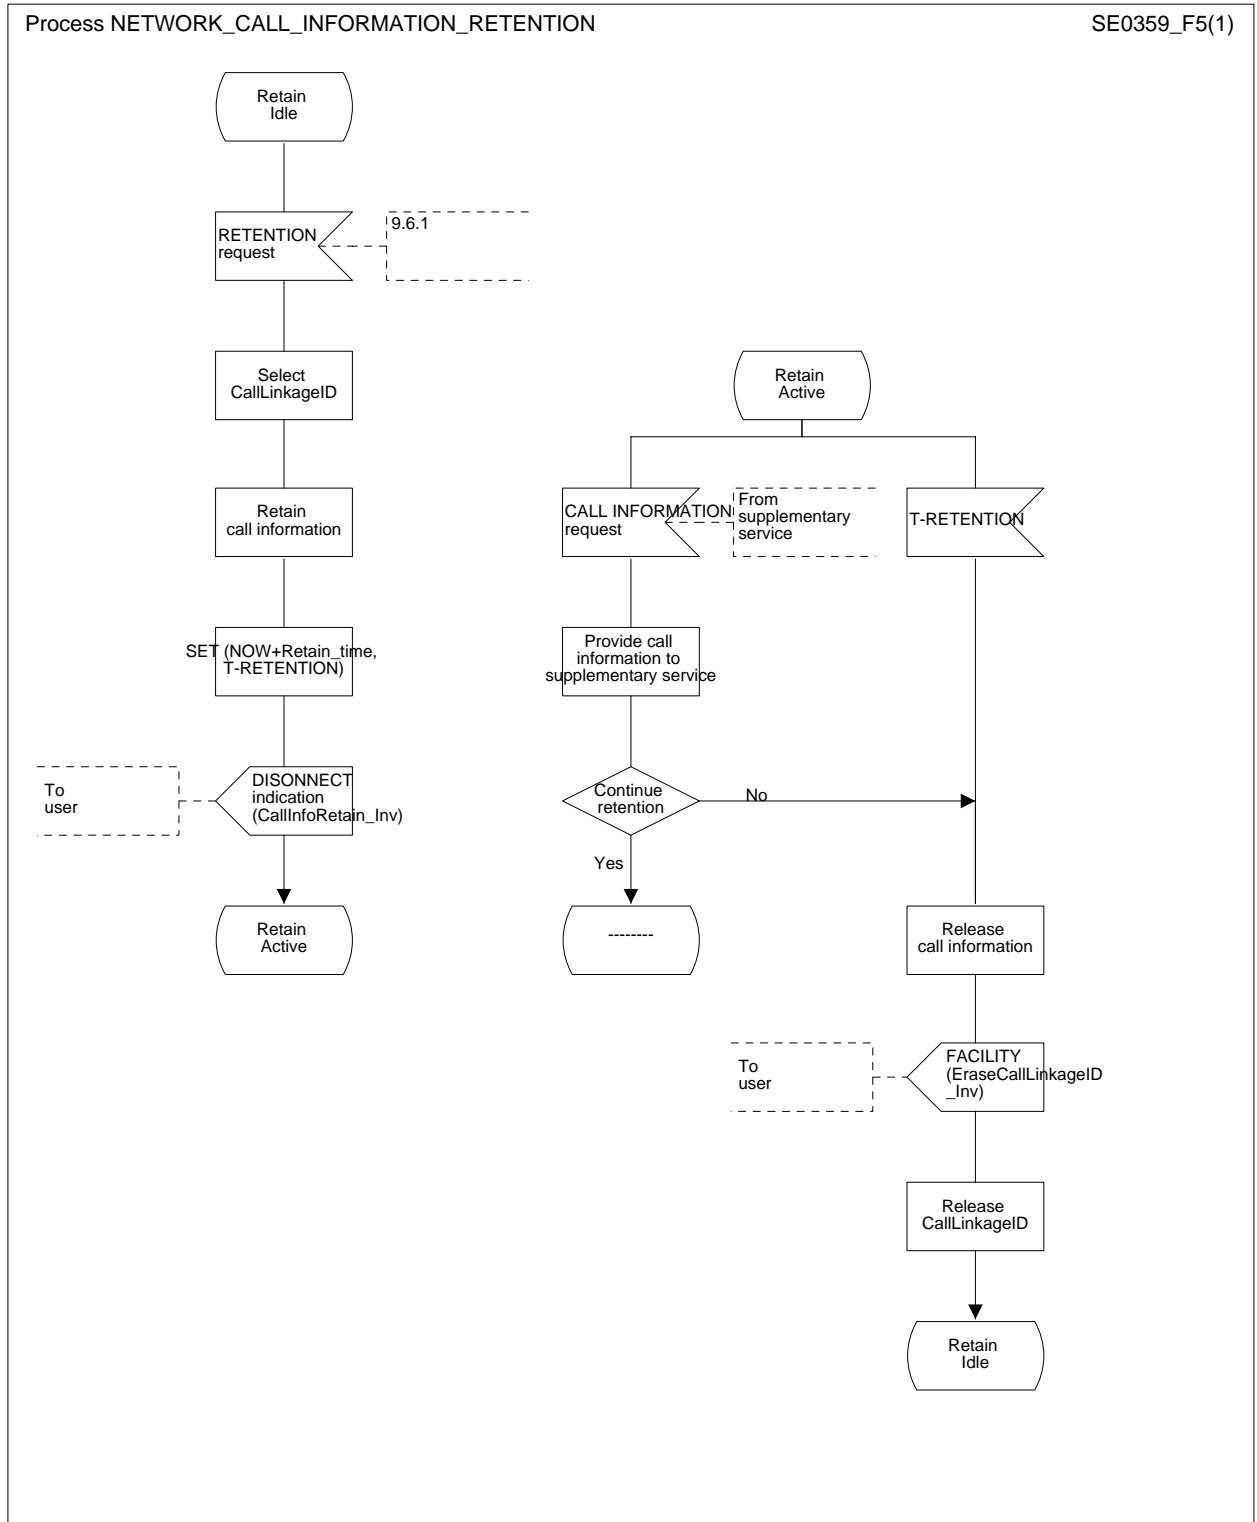 Process NETWORK_CALL_INFORMATION_RETENTION
SE0359_F5(1)
Retain
Idle
RETENTION
request
9.6.1
Select
CallLinkageID
Retain
call information
SET (NOW+Retain_time,
T-RETENTION)
To
user
DISONNECT
indication
(CallInfoRetain_Inv)
Retain
Active
Retain
Active
CALL INFORMATION
request
From
supplementary
service
T-RETENTION
Provide call
information to
supplementary service
Continue
retention
No
Yes
--------
Release
call information
To
user
FACILITY
(EraseCallLinkageID
_Inv)
Release
CallLinkageID
Retain
Idle